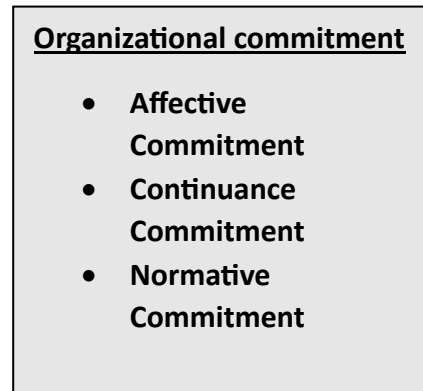 Organizational commitment
• Affective
Commitment
• Continuance
Commitment
• Normative
Commitment